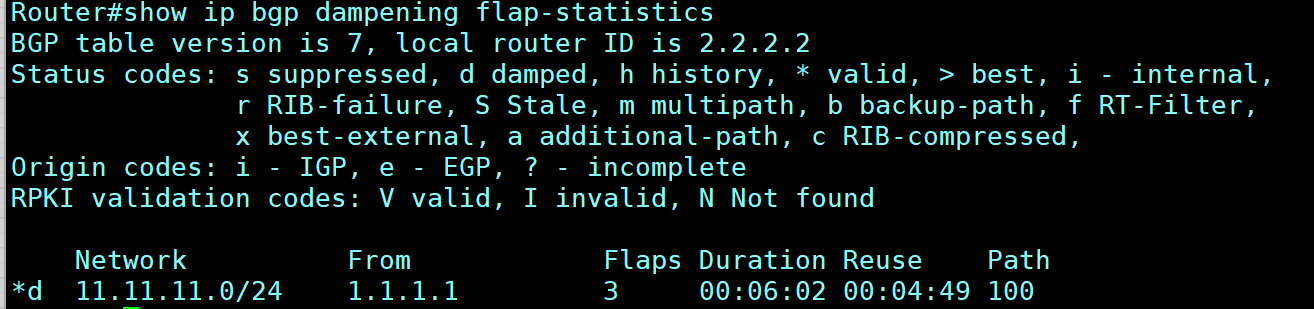 Router#show ip bgp dampening flap-statistics
BGP table version is 7, local router ID is 2.2.2.2
Status codes: s suppressed, d damped, h history, * valid, > best, i - internal,
              r RIB-failure, S Stale, m multipath, b backup-path, f RT-Filter,
              x best-external, a additional-path, c RIB-compressed,
Origin codes: i - IGP, e - EGP, ? - incomplete
RPKI validation codes: V valid, I invalid, N Not found

    Network          From            Flaps Duration Reuse    Path
*d  11.11.11.0/24    1.1.1.1         3     00:06:02 00:04:49 100